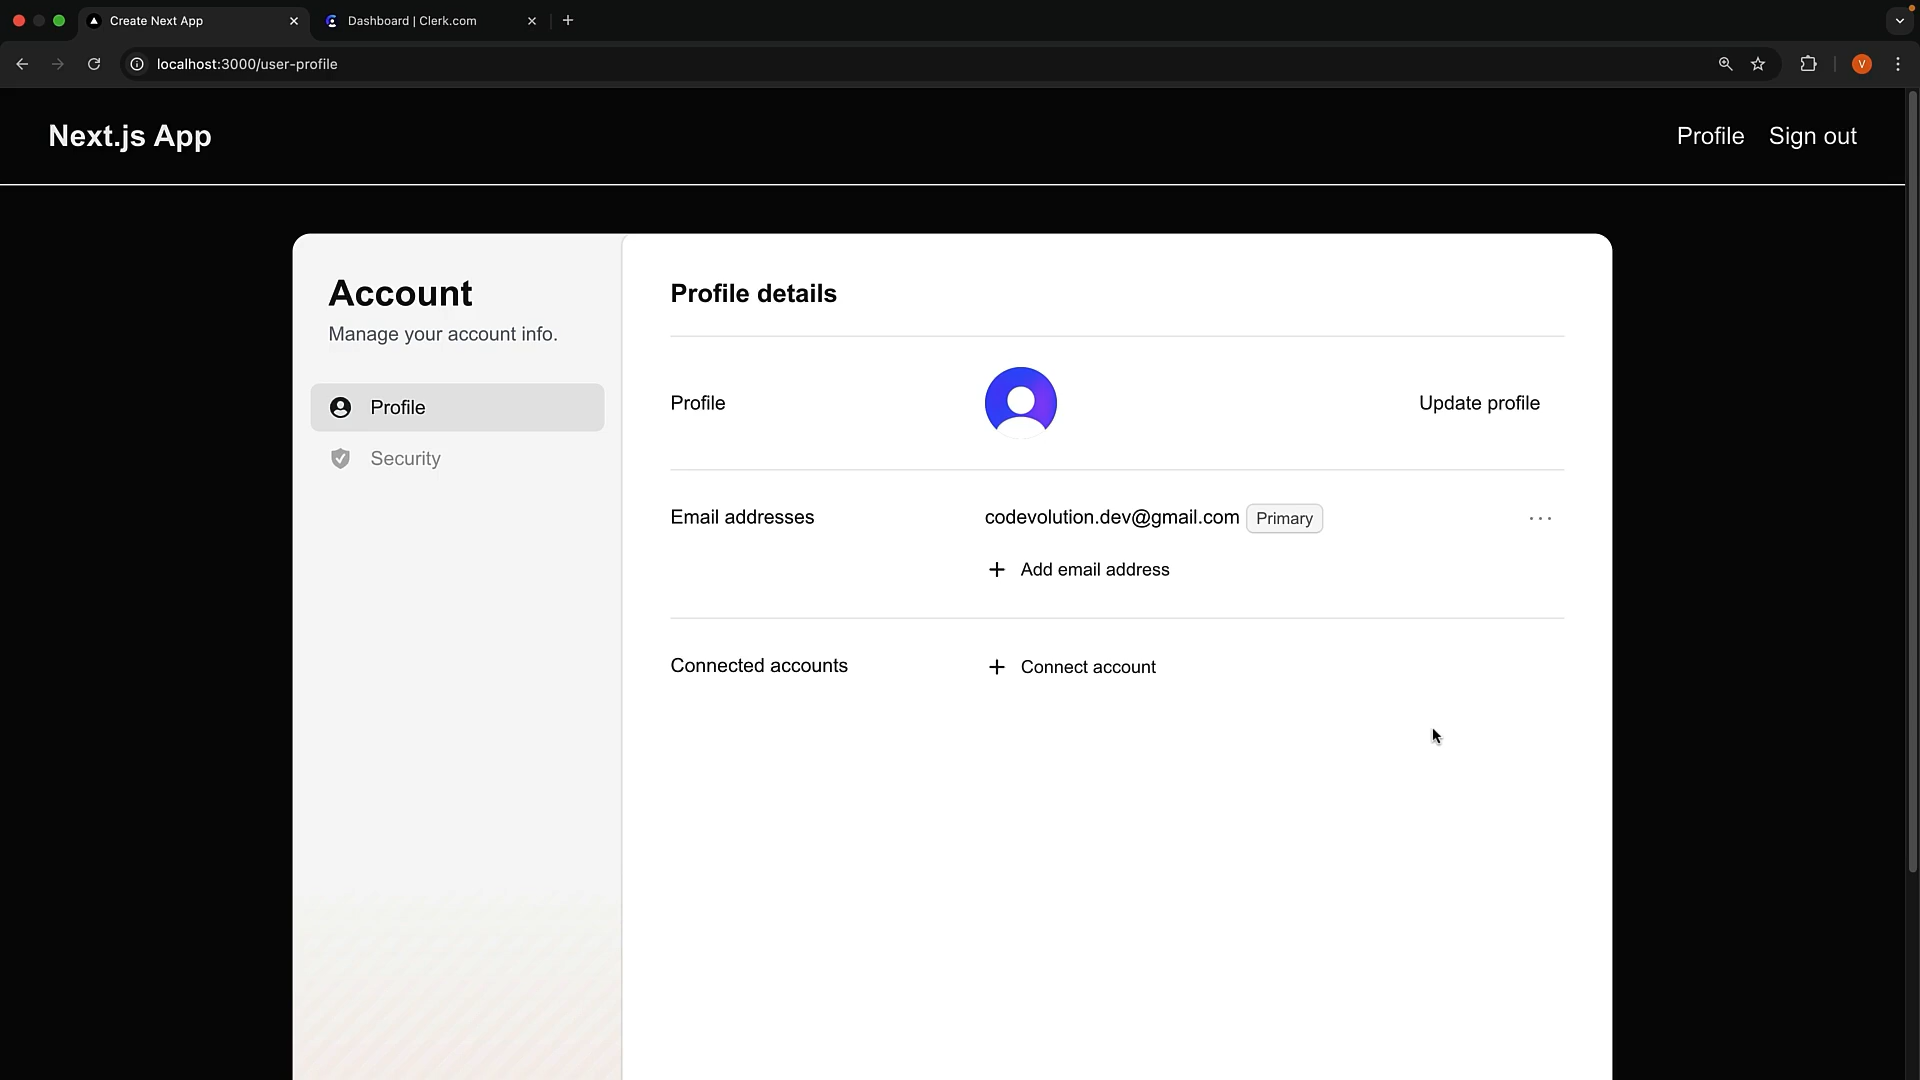 Create Next App
Dashboard | Clerk.com
localhost:3000/user-profile
V
Next.js App
Profile
Sign out
Account
Manage your account info.
Profile
Security
Profile details
Profile
Update profile
Email addresses
codevolution.dev@gmail.com Primary
Add email address
Connected accounts
Connect account